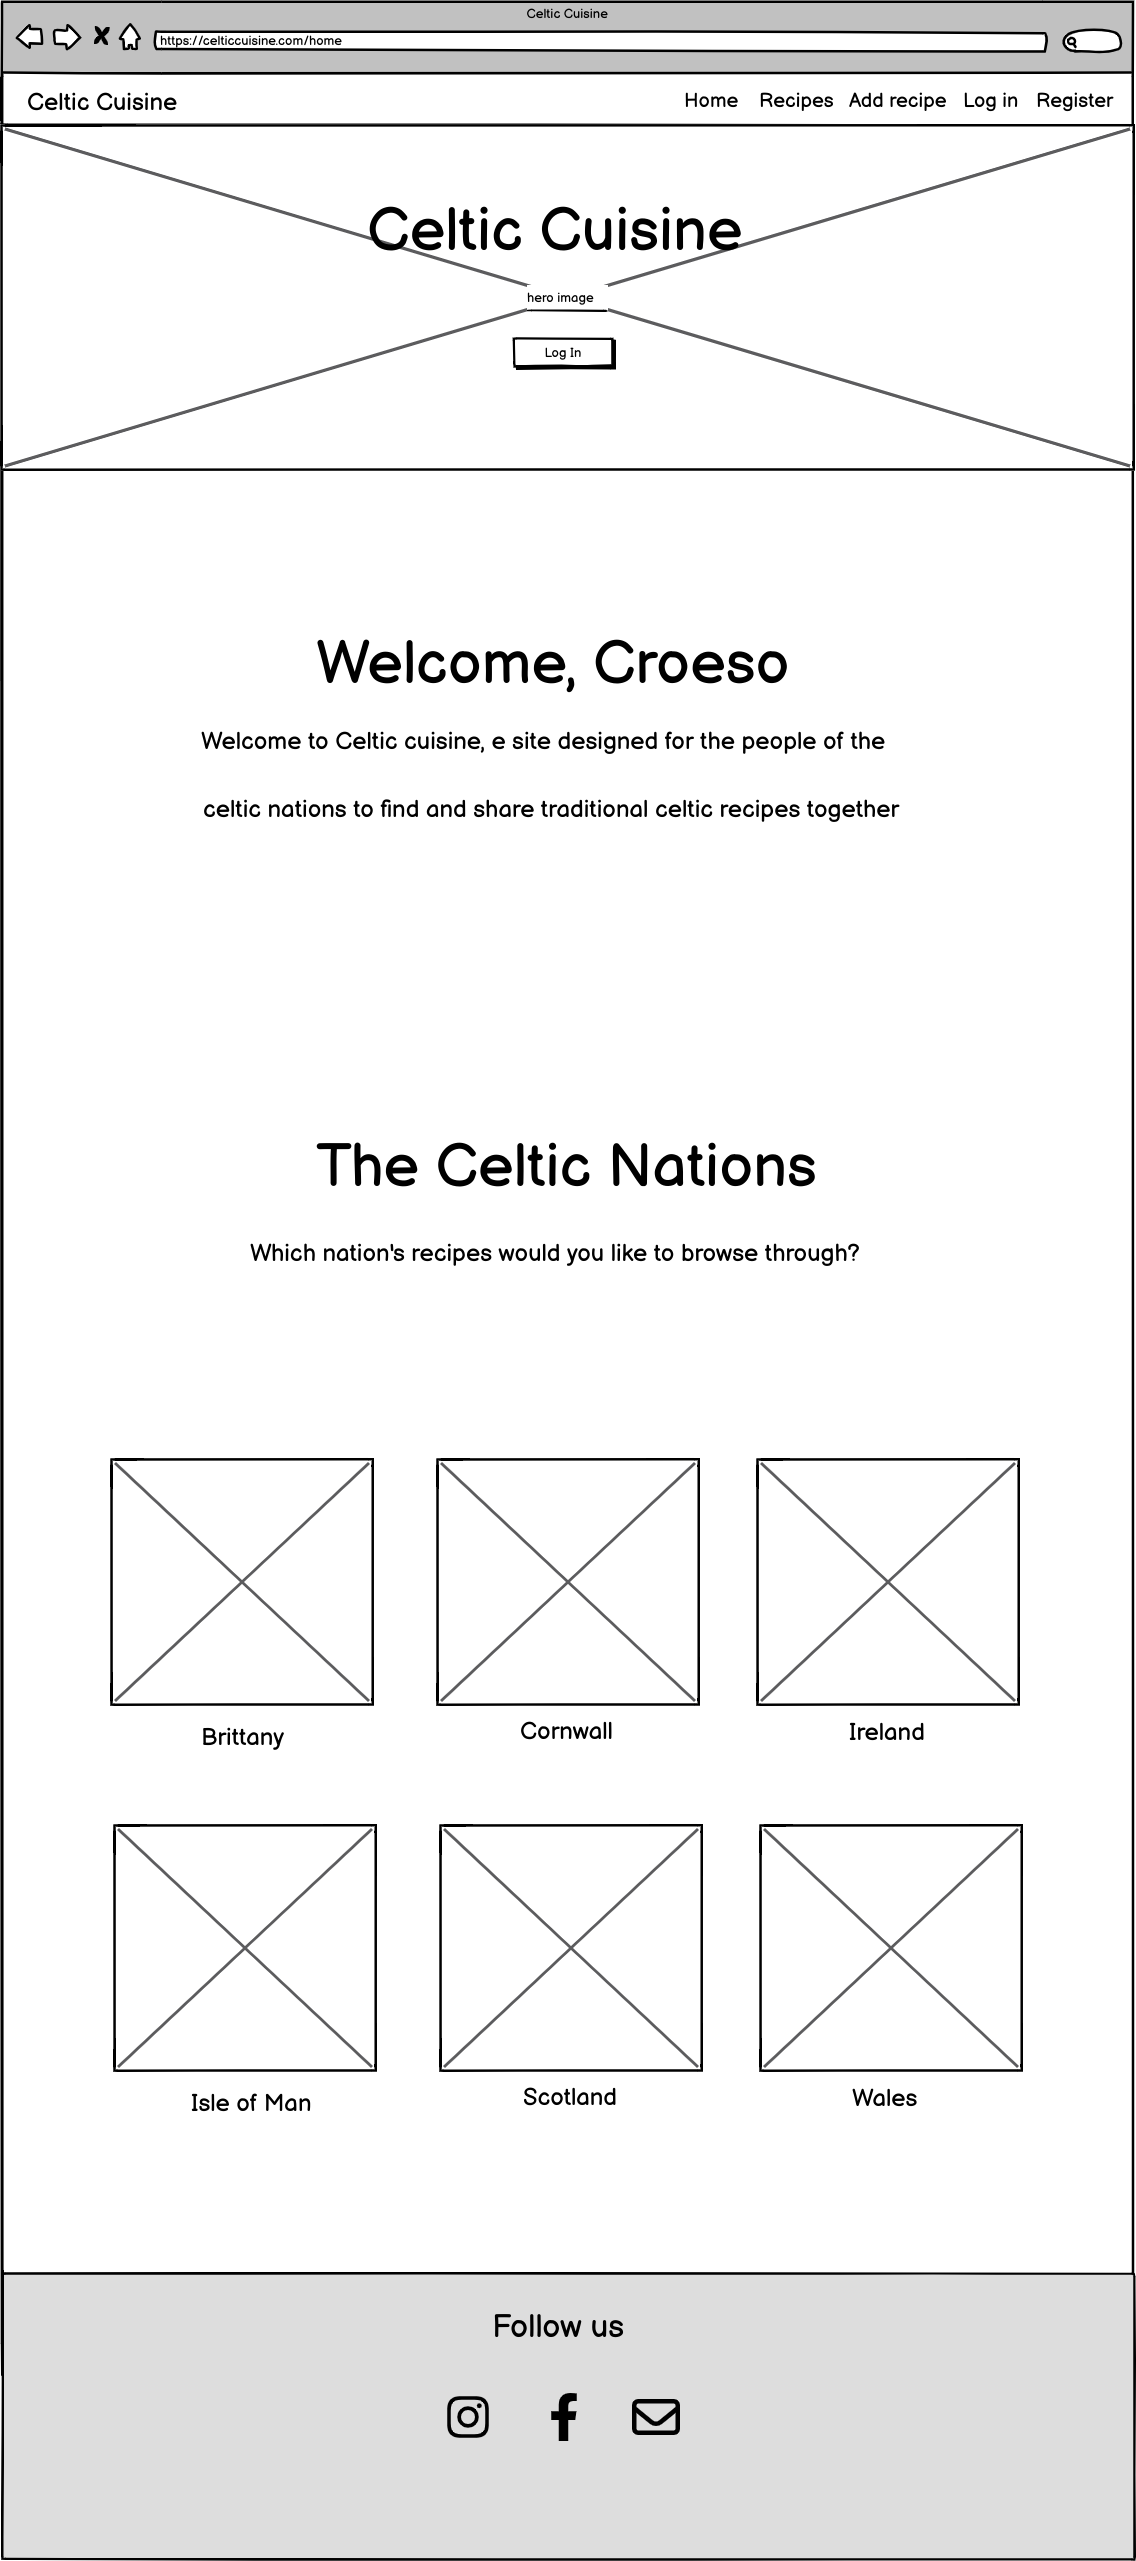 Celtic Cuisine
https://celticcuisine.com/home
Celtic Cuisine Home Recipes Add recipe Log in Register
Celtic Cuisine
hero image
Log In
Welcome, Croeso
Welcome to Celtic cuisine, e site designed for the people of the
celtic nations to find and share traditional celtic recipes together
The Celtic Nations
Which nation's recipes would you like to browse through?
Brittany Cornwall Ireland
Isle of Man Scotland Wales
Follow us